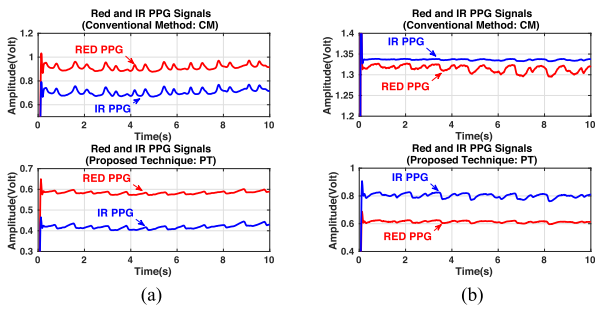 Red and IR PPG Signals
(Conventional Method: CM)
1.2
1
0.8
0.6
Amplitude(Volt)
RED PPG
IR PPG
0 2 4 6 8 10
Time(s)
Red and IR PPG Signals
(Proposed Technique: PT)
0.7
0.6
0.5
0.4
0.3
Amplitude(Volt)
RED PPG
IR PPG
0 2 4 6 8 10
Time(s)
(a)
Red and IR PPG Signals
(Conventional Method: CM)
1.4
1.35
1.3
1.25
1.2
Amplitude(Volt)
IR PPG
RED PPG
0 2 4 6 8 10
Time(s)
Red and IR PPG Signals
(Proposed Technique: PT)
1
0.8
0.6
0.4
Amplitude(Volt)
IR PPG
RED PPG
0 2 4 6 8 10
Time(s)
(b)